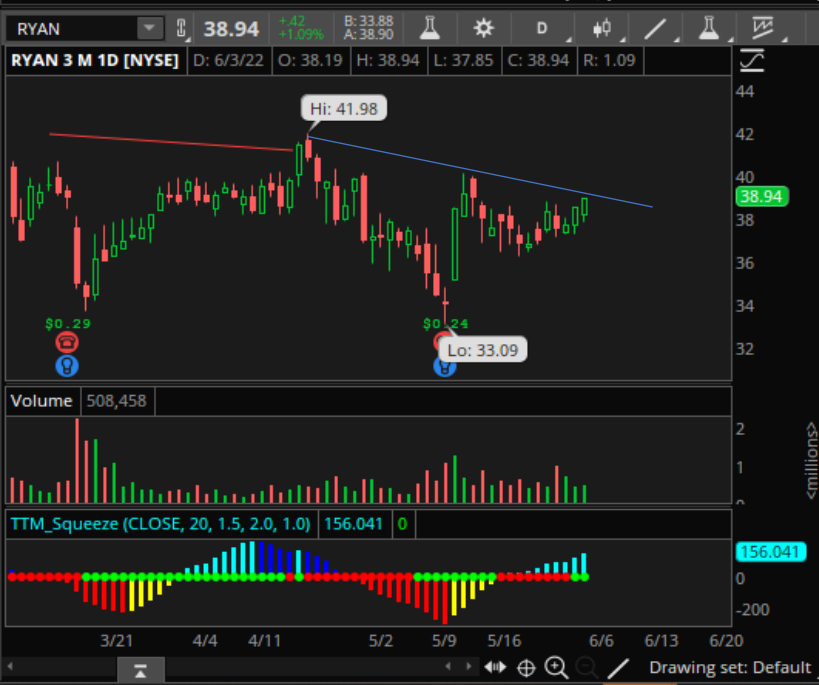 RYAN
38.94
+.42
+1.09%
B: 33.88
A: 38.90
D
RYAN 3 M 1D [NYSE]
D: 6/3/22
O: 38.19
H: 38.94
L: 37.85
C: 38.94
R: 1.09
44
42
40
38.94
38
36
34
32
Hi: 41.98
$0.29
$0.24
Lo: 33.09
Volume
508,458
2
1
0
<millions>
TTM_Squeeze (CLOSE, 20, 1.5, 2.0, 1.0)
156.041
0
156.041
0
-200
3/21
4/4
4/11
5/2
5/9
5/16
6/6
6/13
6/20
Drawing set: Default